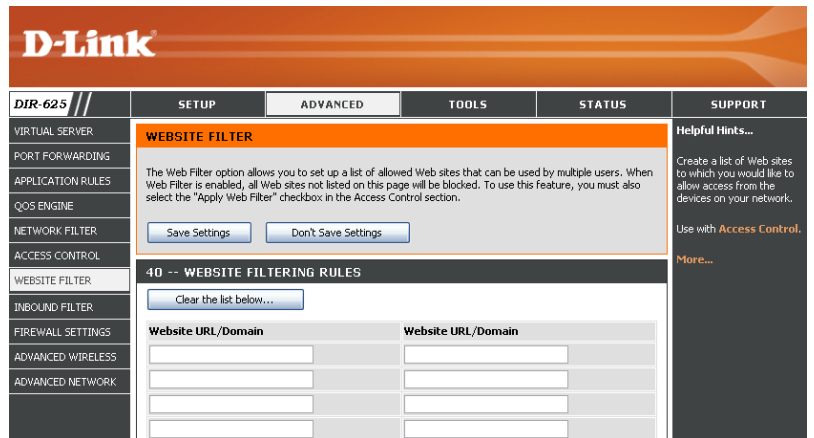 D-Link
DIR-625
SETUP
ADVANCED
TOOLS
STATUS
SUPPORT
VIRTUAL SERVER
PORT FORWARDING
APPLICATION RULES
QOS ENGINE
NETWORK FILTER
ACCESS CONTROL
WEBSITE FILTER
INBOUND FILTER
FIREWALL SETTINGS
ADVANCED WIRELESS
ADVANCED NETWORK
WEBSITE FILTER
The Web Filter option allows you to set up a list of allowed Web sites that can be used by multiple users. When
Web Filter is enabled, all Web sites not listed on this page will be blocked. To use this feature, you must also
select the "Apply Web Filter" checkbox in the Access Control section.
Save Settings
Don't Save Settings
40 -- WEBSITE FILTERING RULES
Clear the list below...
Website URL/Domain
Website URL/Domain
Helpful Hints...
Create a list of Web sites
to which you would like to
allow access from the
devices on your network.
Use with Access Control.
More...